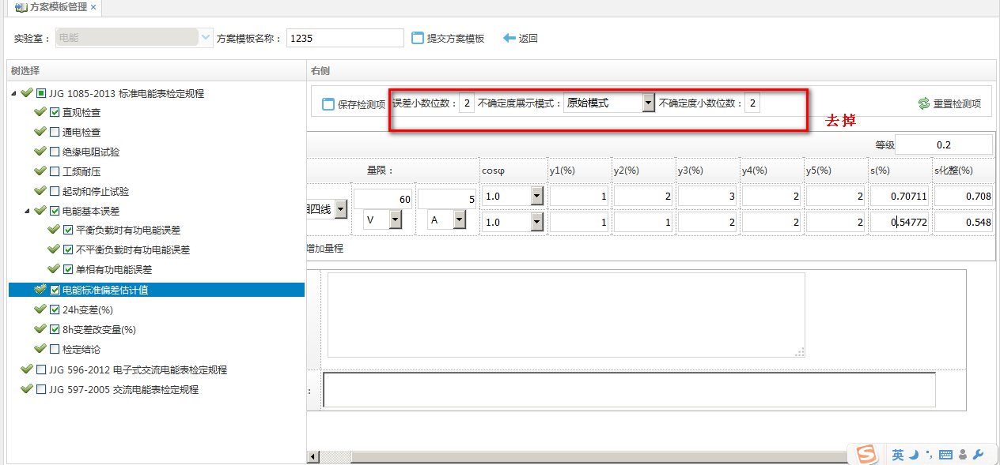 方案模板管理 ×
实验室： 电能 方案模板名称： 1235 提交方案模板 返回
树选择
JJG 1085-2013 标准电能表检定规程
直观检查
通电检查
绝缘电阻试验
工频耐压
起动和停止试验
电能基本误差
平衡负载时有功电能误差
不平衡负载时有功电能误差
单相有功电能误差
电能标准偏差估计值
24h变差(%)
8h变差改变量(%)
检定结论
JJG 596-2012 电子式交流电能表检定规程
JJG 597-2005 交流电能表检定规程
右侧
保存检测项 误差小数位数： 2 不确定度展示模式： 原始模式 不确定度小数位数： 2 重置检测项
去掉
等级 0.2
量限： cosφ y1(%) y2(%) y3(%) y4(%) y5(%) s(%) s化整(%)
四线 60 5 1.0 1 2 3 2 2 0.70711 0.708
V A 1.0 1 1 2 2 2 0.54772 0.548
增加量程
：
英